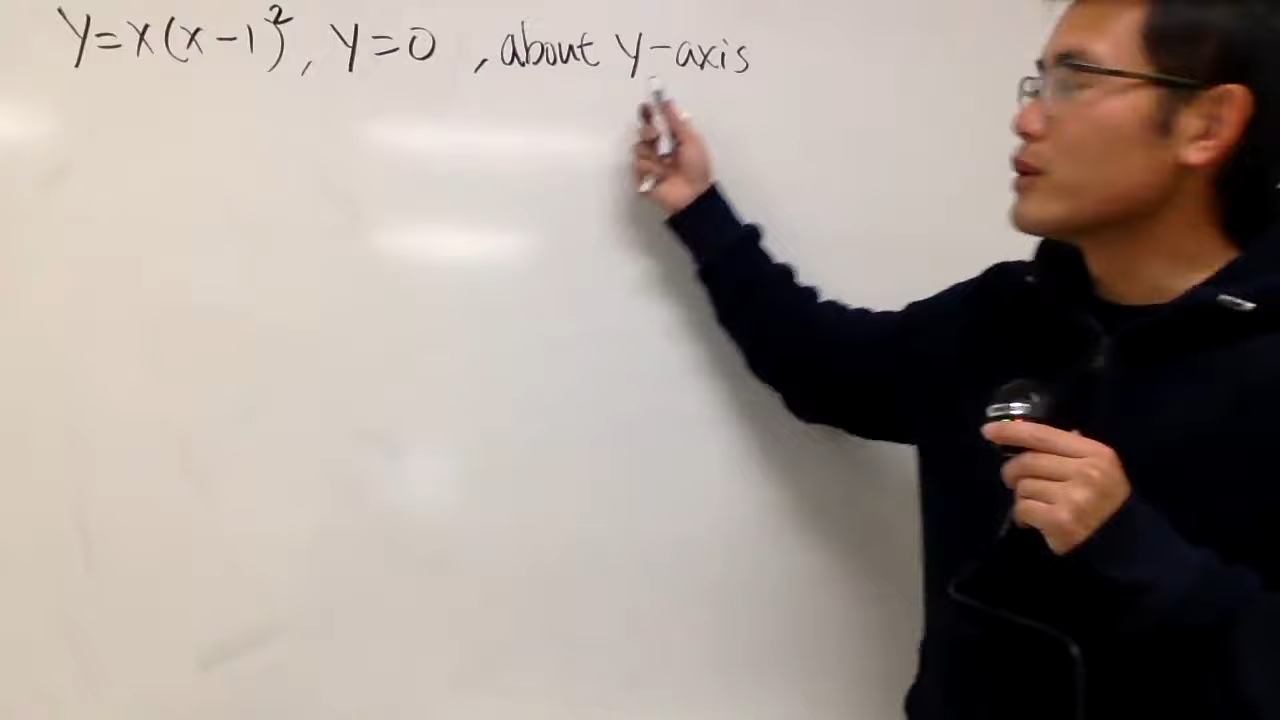 y=x(x-1)², y=0 , about y-axis